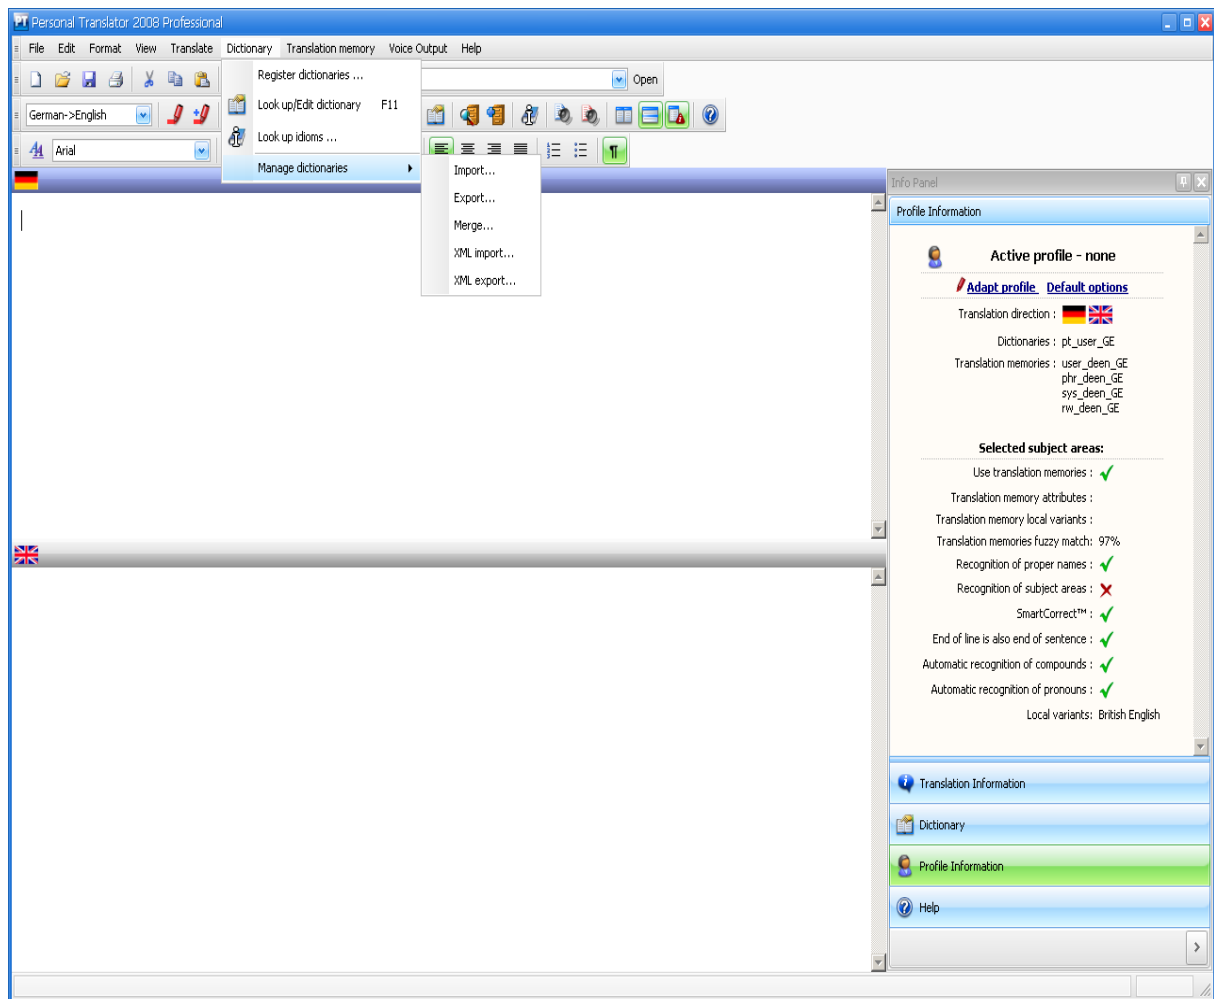 PT Personal Translator 2008 Professional
File Edit Format View Translate Dictionary Translation memory Voice Output Help
Register dictionaries ...
Open
German->English
Look up/Edit dictionary F11
Look up idioms ...
Arial
Manage dictionaries
Import...
Export...
Merge...
XML import...
XML export...
Info Panel
Profile Information
Active profile - none
Adapt profile Default options
Translation direction :
Dictionaries : pt_user_GE
Translation memories : user_deen_GE
phr_deen_GE
sys_deen_GE
rw_deen_GE
Selected subject areas:
Use translation memories :
Translation memory attributes :
Translation memory local variants :
Translation memories fuzzy match: 97%
Recognition of proper names :
Recognition of subject areas :
SmartCorrect™ :
End of line is also end of sentence :
Automatic recognition of compounds :
Automatic recognition of pronouns :
Local variants: British English
Translation Information
Dictionary
Profile Information
Help